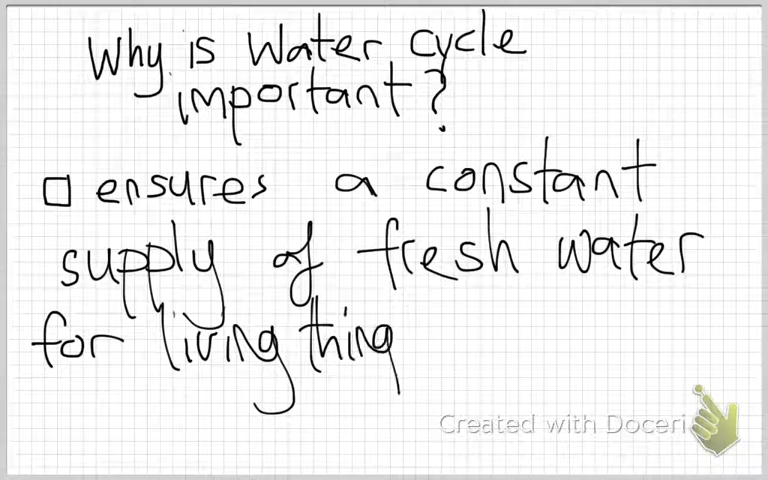 Why is Water cycle
important?
□ ensures a constant
supply of fresh water
for living thing
Created with Doceri